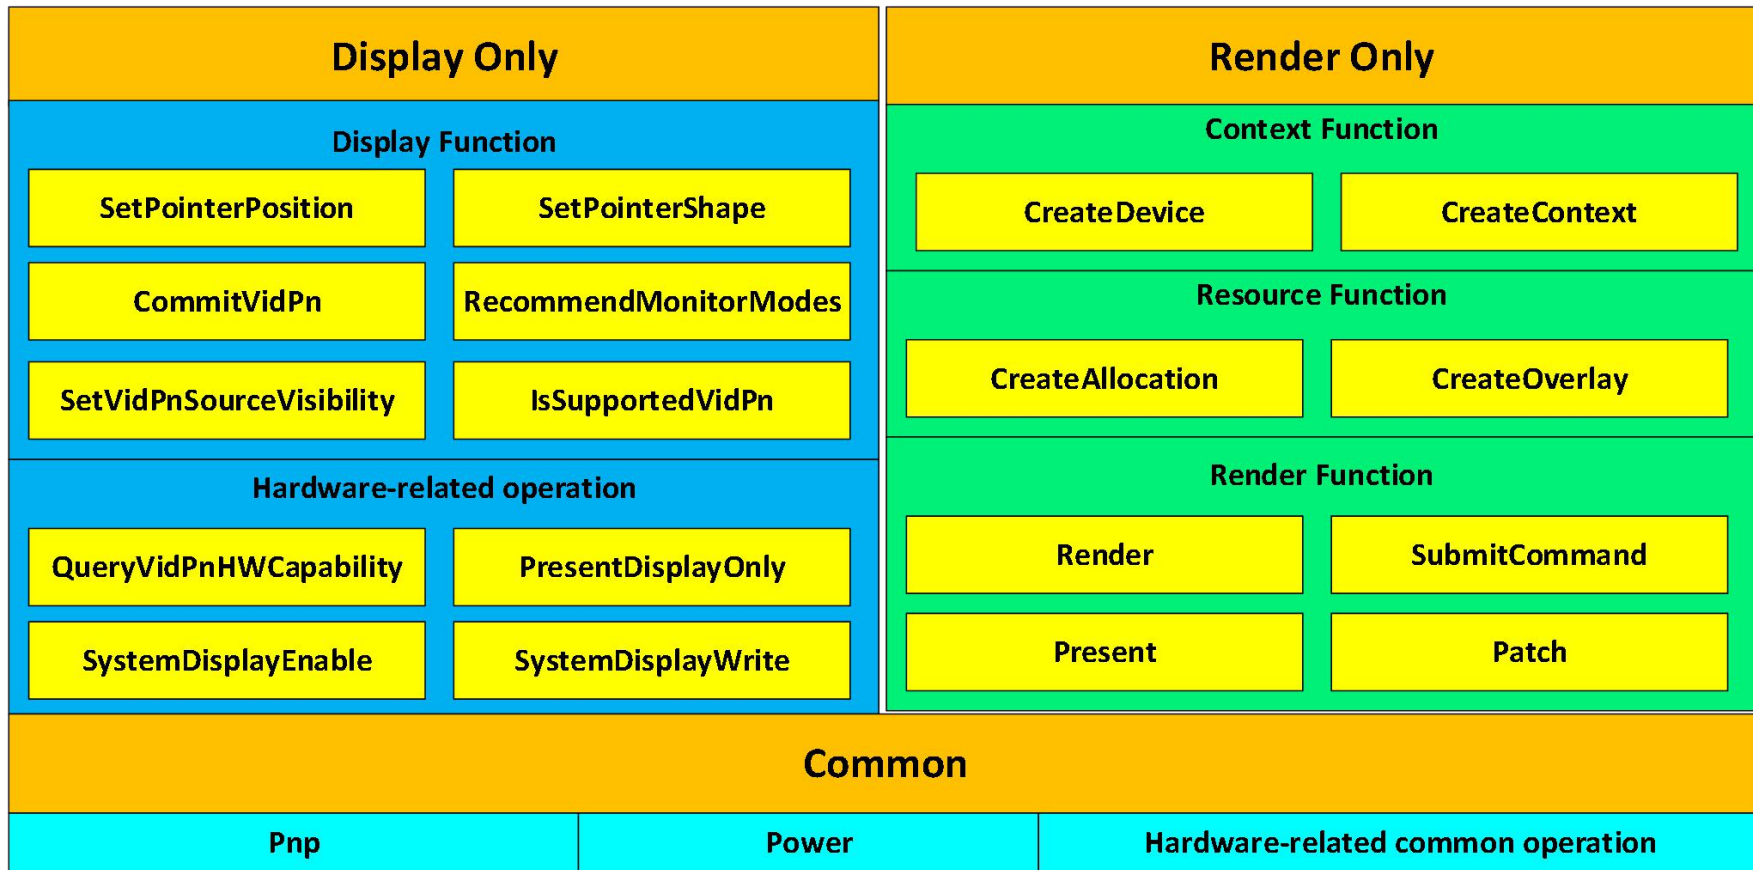 Display Only
Display Function
SetPointerPosition
SetPointerShape
CommitVidPn
RecommendMonitorModes
SetVidPnSourceVisibility
IsSupportedVidPn
Hardware-related operation
QueryVidPnHWCapability
PresentDisplayOnly
SystemDisplayEnable
SystemDisplayWrite
Render Only
Context Function
CreateDevice
CreateContext
Resource Function
CreateAllocation
CreateOverlay
Render Function
Render
SubmitCommand
Present
Patch
Common
Pnp
Power
Hardware-related common operation